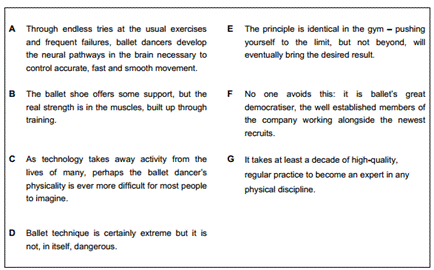 A Through endless tries at the usual exercises
and frequent failures, ballet dancers develop
the neural pathways in the brain necessary to
control accurate, fast and smooth movement.
B The ballet shoe offers some support, but the
real strength is in the muscles, built up through
training.
C As technology takes away activity from the
lives of many, perhaps the ballet dancer's
physicality is ever more difficult for most people
to imagine.
D Ballet technique is certainly extreme but it is
not, in itself, dangerous.
E The principle is identical in the gym – pushing
yourself to the limit, but not beyond, will
eventually bring the desired result.
F No one avoids this: it is ballet's great
democratiser, the well established members of
the company working alongside the newest
recruits.
G It takes at least a decade of high-quality,
regular practice to become an expert in any
physical discipline.